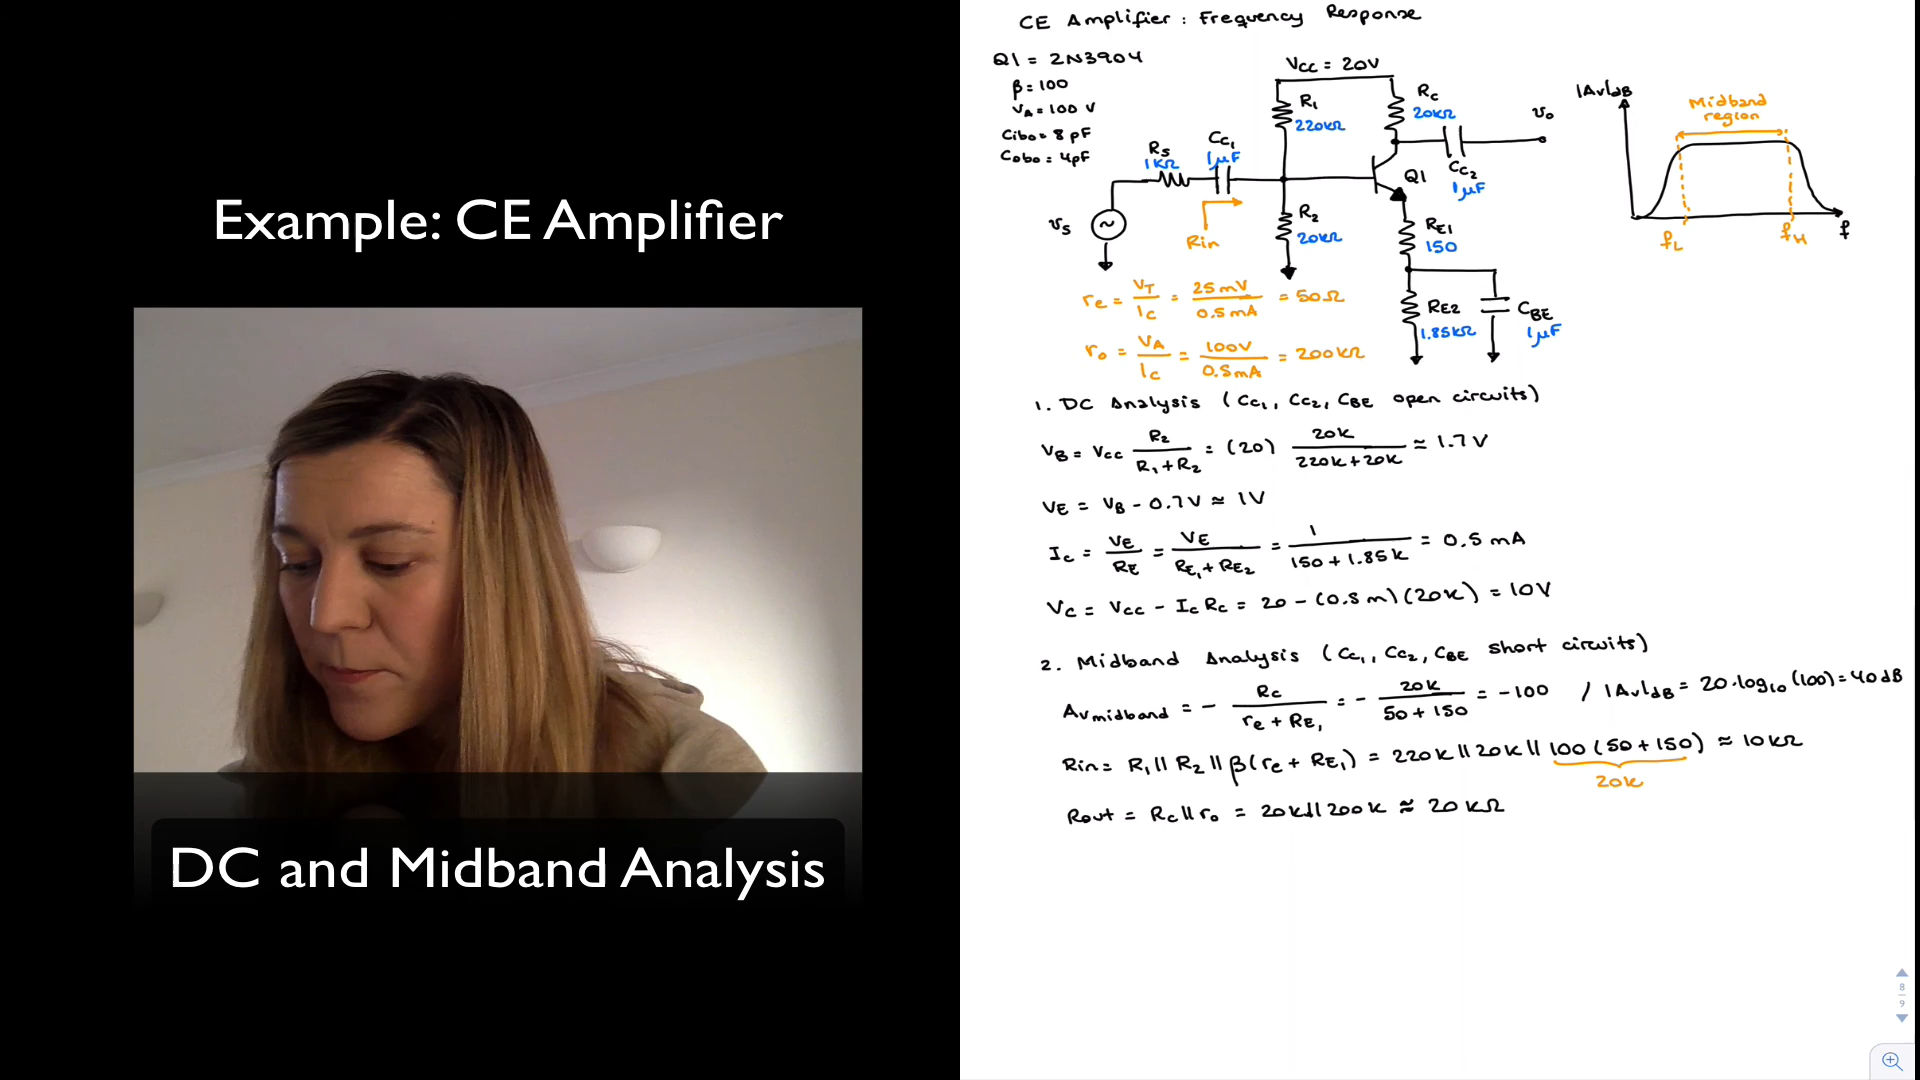 Example: CE Amplifier
DC and Midband Analysis
CE Amplifier : Frequency Response
Q1 = 2N3904
β = 100
VA = 100 V
Cibo = 8 pF
Cobo = 4pF
Vcc = 20V
R1
220kΩ
Rc
20kΩ
vo
Rs
1kΩ
Cc1
1μF
Cc2
1μF
Q1
vs
Rin
R2
20kΩ
RE1
150
RE2
1.85kΩ
CBE
1μF
|Av|dB
Midband
region
fL
fH
f
re = VT/Ic = 25mV/0.5mA = 50Ω
ro = VA/Ic = 100V/0.5mA = 200kΩ
1. DC Analysis (Cc1, Cc2, CBE open circuits)
VB = Vcc R2/(R1+R2) = (20) 20k/(220k+20k) ≈ 1.7V
VE = VB - 0.7V ≈ 1V
Ic = VE/RE = VE/(RE1+RE2) = 1/(150+1.85k) = 0.5 mA
Vc = Vcc - IcRc = 20 - (0.5m)(20k) = 10V
2. Midband Analysis (Cc1, Cc2, CBE short circuits)
Avmidband = - Rc/(re + RE1) = - 20k/(50+150) = -100 / |Av|dB = 20·log10(100) = 40dB
Rin = R1 || R2 || β(re + RE1) = 220k || 20k || 100(50+150) ≈ 10kΩ
20k
Rout = Rc || ro = 20k || 200k ≈ 20kΩ
8
9